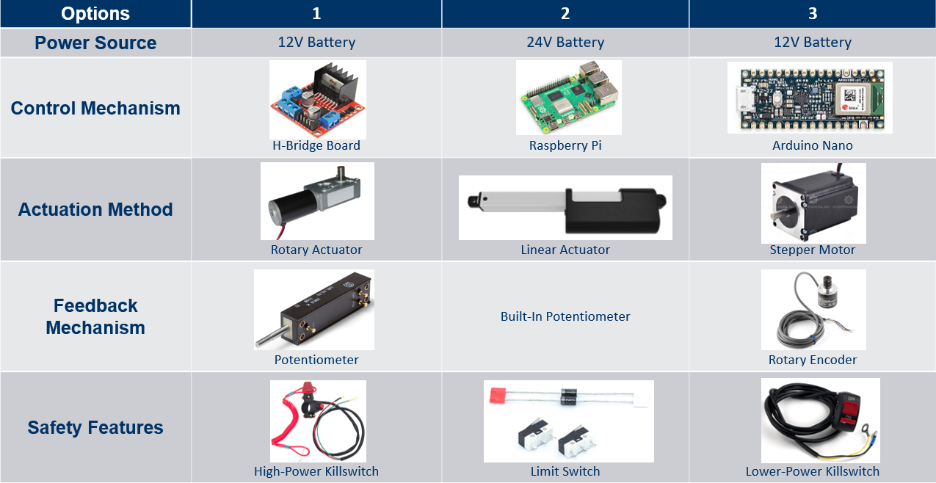 Options 1 2 3
Power Source 12V Battery 24V Battery 12V Battery
Control Mechanism
H-Bridge Board Raspberry Pi Arduino Nano
Actuation Method
Rotary Actuator Linear Actuator Stepper Motor
Feedback
Mechanism
Built-In Potentiometer
Potentiometer Rotary Encoder
Safety Features
High-Power Killswitch Limit Switch Lower-Power Killswitch